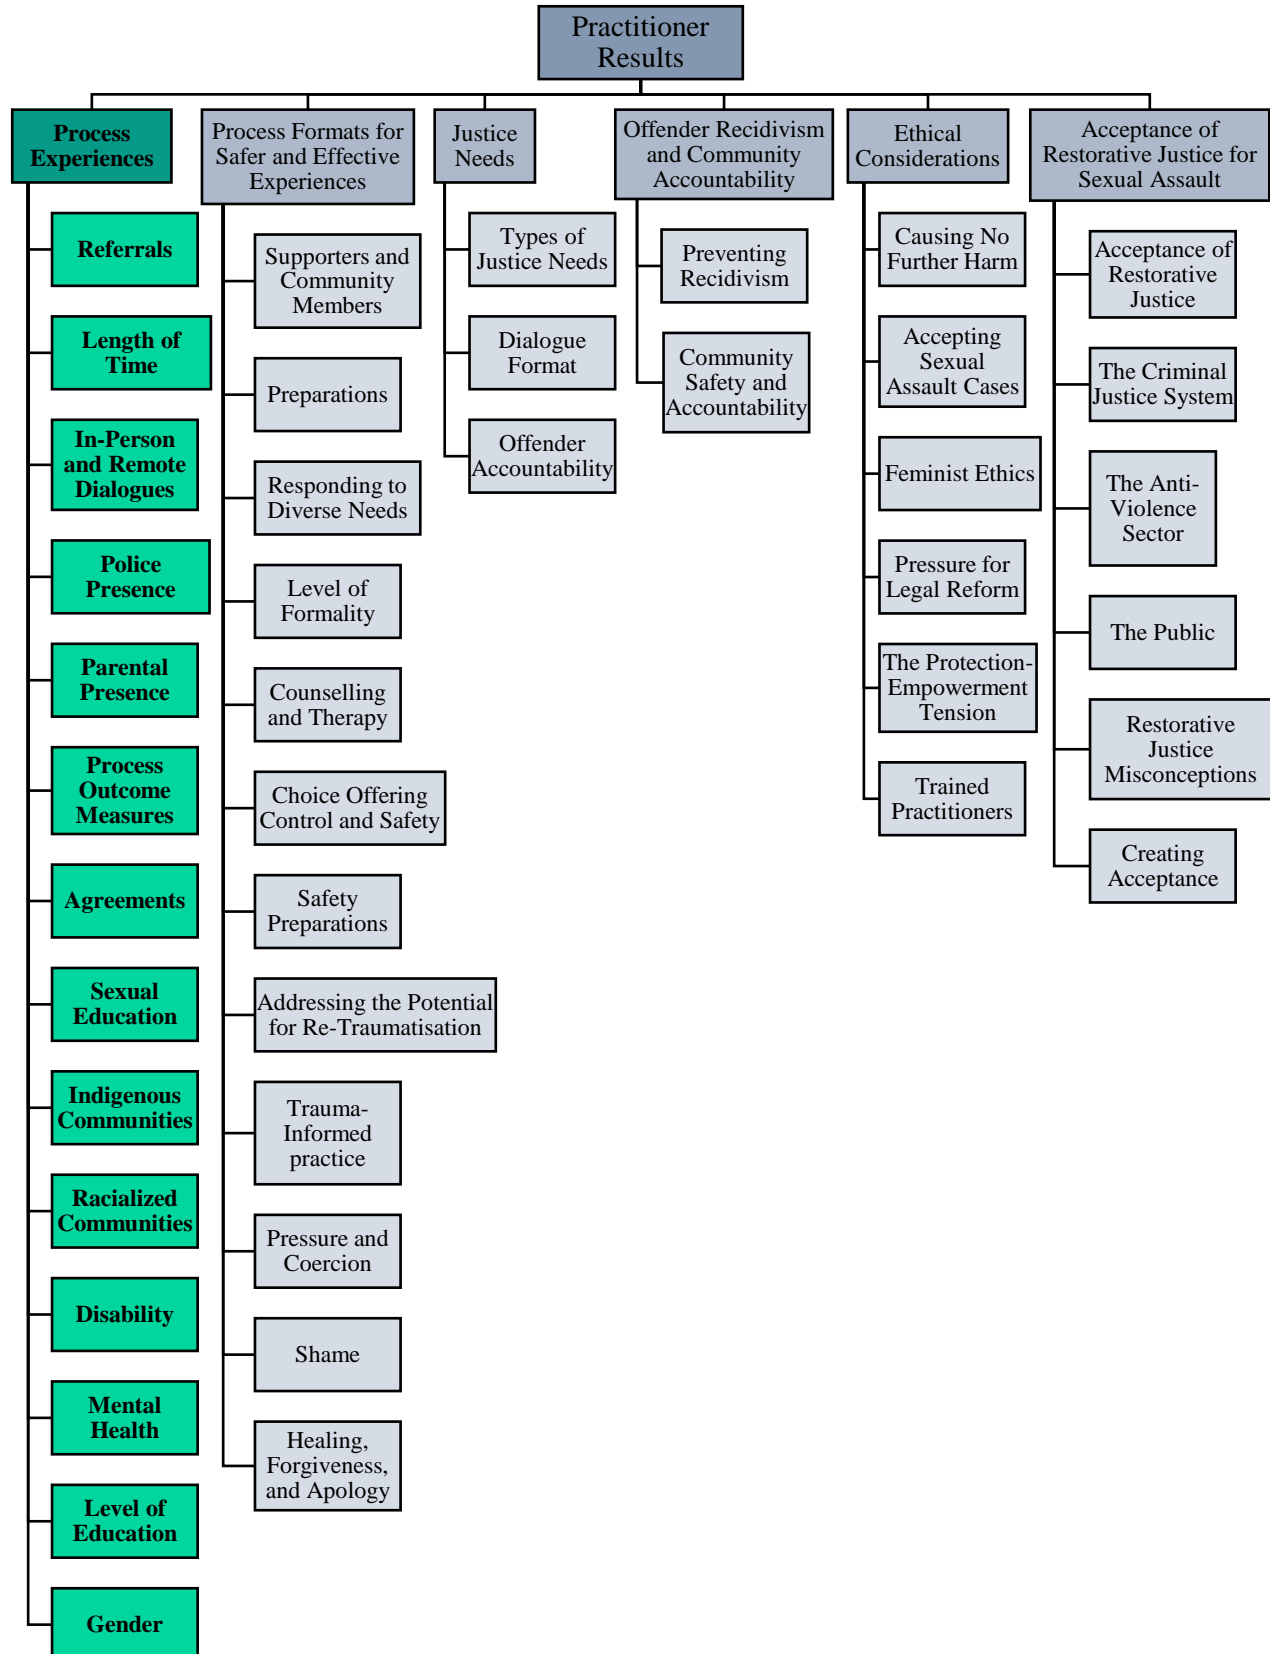 Practitioner
Results
Process
Experiences
Referrals
Length of
Time
In-Person
and Remote
Dialogues
Police
Presence
Parental
Presence
Process
Outcome
Measures
Agreements
Sexual
Education
Indigenous
Communities
Racialized
Communities
Disability
Mental
Health
Level of
Education
Gender
Process Formats for
Safer and Effective
Experiences
Supporters and
Community
Members
Preparations
Responding to
Diverse Needs
Level of
Formality
Counselling
and Therapy
Choice Offering
Control and Safety
Safety
Preparations
Addressing the Potential
for Re-Traumatisation
Trauma-
Informed
practice
Pressure and
Coercion
Shame
Healing,
Forgiveness,
and Apology
Justice
Needs
Types of
Justice Needs
Dialogue
Format
Offender
Accountability
Offender Recidivism
and Community
Accountability
Preventing
Recidivism
Community
Safety and
Accountability
Ethical
Considerations
Causing No
Further Harm
Accepting
Sexual
Assault Cases
Feminist Ethics
Pressure for
Legal Reform
The Protection-
Empowerment
Tension
Trained
Practitioners
Acceptance of
Restorative Justice for
Sexual Assault
Acceptance of
Restorative
Justice
The Criminal
Justice System
The Anti-
Violence
Sector
The Public
Restorative
Justice
Misconceptions
Creating
Acceptance